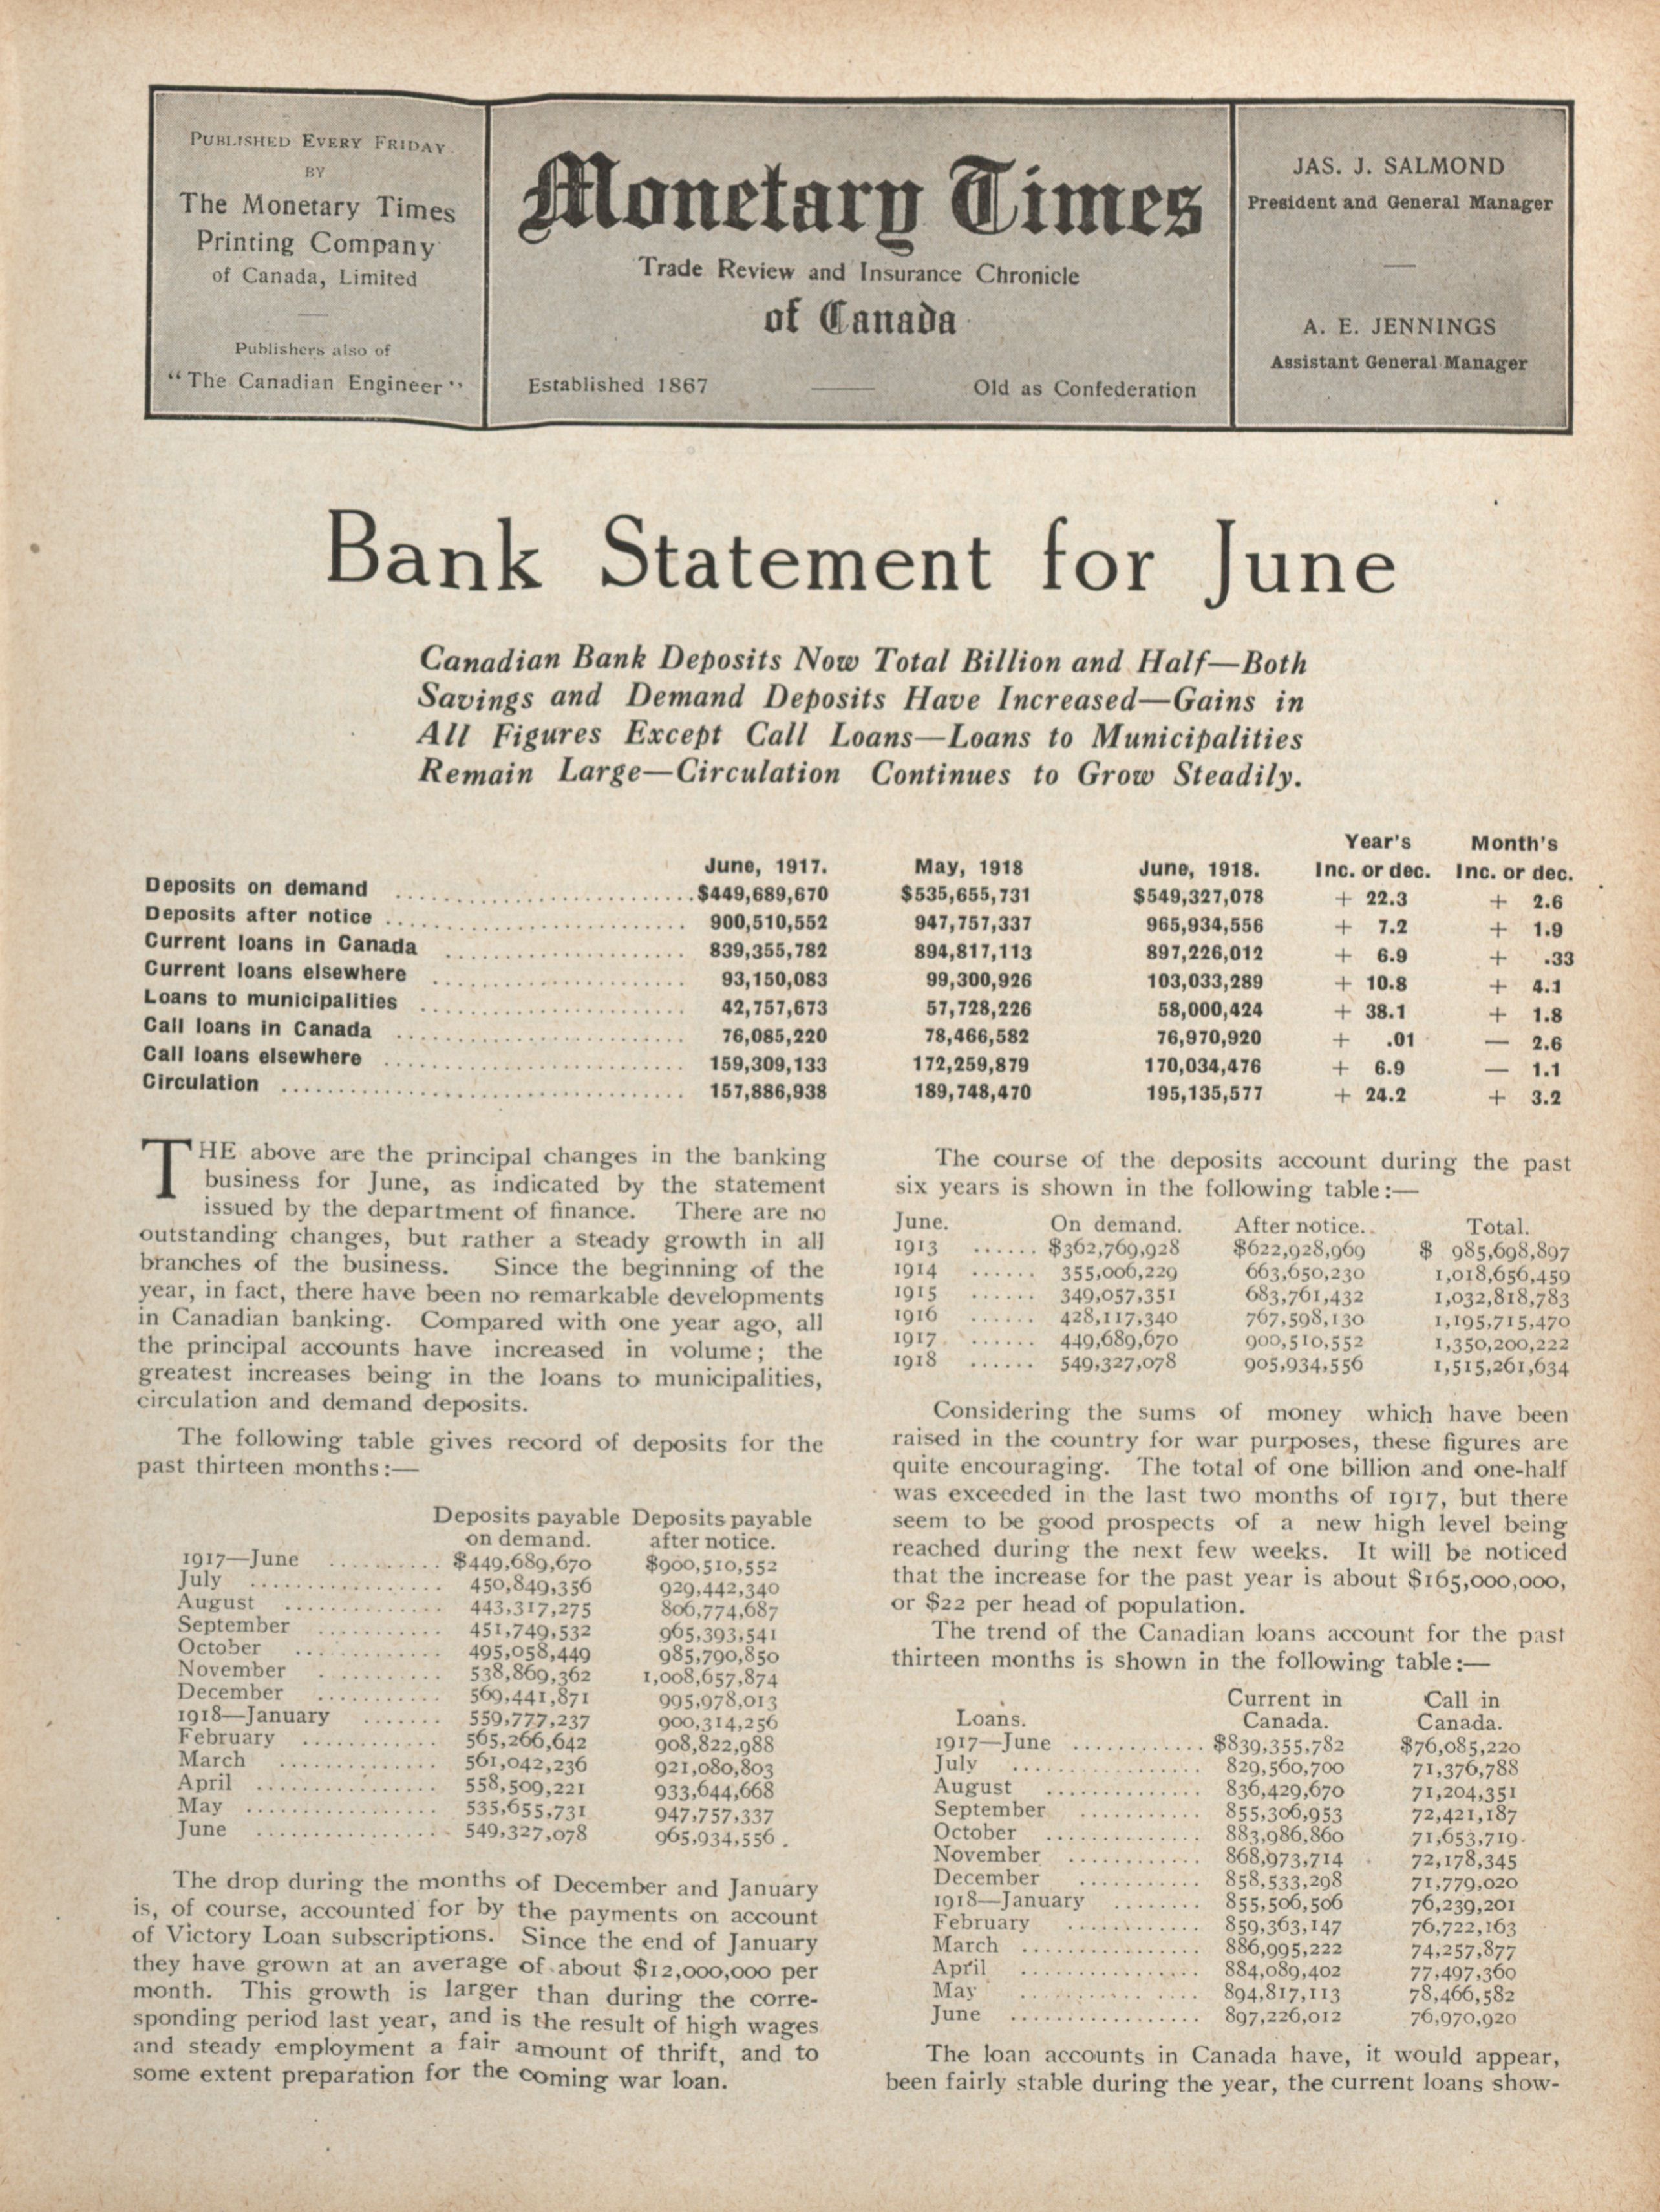 PUBLISHED EVERY FRIDAY
BY
The Monetary Times
Printing Company
of Canada, Limited
Publishers also of
"The Canadian Engineer"
Monetary Times
Trade Review and Insurance Chronicle
of Canada
Established 1867
Old as Confederation
JAS. J. SALMOND
President and General Manager
A. E. JENNINGS
Assistant General Manager
Bank Statement for June
Canadian Bank Deposits Now Total Billion and Half—Both
Savings and Demand Deposits Have Increased—Gains in
All Figures Except Call Loans—Loans to Municipalities
Remain Large—Circulation Continues to Grow Steadily.
Year's Month's
June, 1917. May, 1918 June, 1918. Inc. or dec. Inc. or dec.
Deposits on demand ........................... $449,689,670 $535,655,731 $549,327,078 + 22.3 + 2.6
Deposits after notice ........................... 900,510,552 947,757,337 965,934,556 + 7.2 + 1.9
Current loans in Canada ..................... 839,355,782 894,817,113 897,226,012 + 6.9 + .33
Current loans elsewhere ...................... 93,150,083 99,300,926 103,033,289 + 10.8 + 4.1
Loans to municipalities ....................... 42,757,673 57,728,226 58,000,424 + 38.1 + 1.8
Call loans in Canada ......................... 76,085,220 78,466,582 76,970,920 + .01 — 2.6
Call loans elsewhere .......................... 159,309,133 172,259,879 170,034,476 + 6.9 — 1.1
Circulation .................................... 157,886,938 189,748,470 195,135,577 + 24.2 + 3.2
THE above are the principal changes in the banking
business for June, as indicated by the statement
issued by the department of finance. There are no
outstanding changes, but rather a steady growth in all
branches of the business. Since the beginning of the
year, in fact, there have been no remarkable developments
in Canadian banking. Compared with one year ago, all
the principal accounts have increased in volume; the
greatest increases being in the loans to municipalities,
circulation and demand deposits.
The following table gives record of deposits for the
past thirteen months:—
Deposits payable Deposits payable
on demand. after notice.
1917—June .......... $449,689,670 $900,510,552
July ................. 450,849,356 929,442,340
August .............. 443,317,275 806,774,687
September ........... 451,749,532 965,393,541
October ............. 495,058,449 985,790,850
November .......... 538,869,362 1,008,657,874
December ........... 569,441,871 995,978,013
1918—January ....... 559,777,237 900,314,256
February ............ 565,266,642 908,822,988
March .............. 561,042,236 921,080,803
April ................ 558,509,221 933,644,668
May ................. 535,655,731 947,757,337
June ................ 549,327,078 965,934,556
The drop during the months of December and January
is, of course, accounted for by the payments on account
of Victory Loan subscriptions. Since the end of January
they have grown at an average of about $12,000,000 per
month. This growth is larger than during the corre-
sponding period last year, and is the result of high wages
and steady employment a fair amount of thrift, and to
some extent preparation for the coming war loan.
The course of the deposits account during the past
six years is shown in the following table:—
June. On demand. After notice. Total.
1913 ...... $362,769,928 $622,928,969 $ 985,698,897
1914 ...... 355,006,229 663,650,230 1,018,656,459
1915 ...... 349,057,351 683,761,432 1,032,818,783
1916 ...... 428,117,340 767,598,130 1,195,715,470
1917 ...... 449,689,670 900,510,552 1,350,200,222
1918 ...... 549,327,078 905,934,556 1,515,261,634
Considering the sums of money which have been
raised in the country for war purposes, these figures are
quite encouraging. The total of one billion and one-half
was exceeded in the last two months of 1917, but there
seem to be good prospects of a new high level being
reached during the next few weeks. It will be noticed
that the increase for the past year is about $165,000,000,
or $22 per head of population.
The trend of the Canadian loans account for the past
thirteen months is shown in the following table:—
Current in Call in
Loans. Canada. Canada.
1917—June ............ $839,355,782 $76,085,220
July ................. 829,560,700 71,376,788
August .............. 836,429,670 71,204,351
September ........... 855,306,953 72,421,187
October .............. 883,986,860 71,653,719
November ............ 868,973,714 72,178,345
December ........... 858,533,298 71,779,020
1918—January ........ 855,506,506 76,239,201
February ............ 859,363,147 76,722,163
March ................ 886,995,222 74,257,877
April ................ 884,089,402 77,497,360
May ................ 894,817,113 78,466,582
June ................. 897,226,012 76,970,920
The loan accounts in Canada have, it would appear,
been fairly stable during the year, the current loans show-